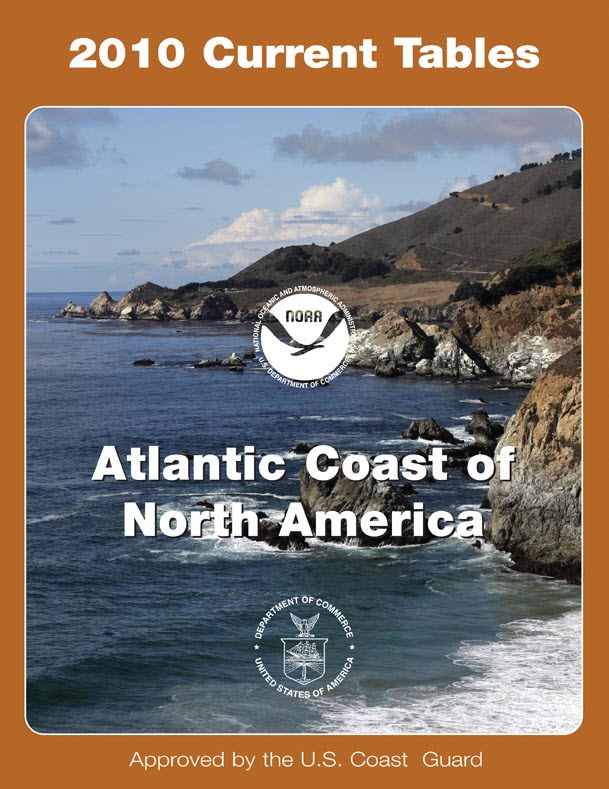 2010 Current Tables
NATIONAL OCEANIC AND ATMOSPHERIC ADMINISTRATION
NOAA
U.S. DEPARTMENT OF COMMERCE
Atlantic Coast of
North America
DEPARTMENT OF COMMERCE
UNITED STATES OF AMERICA
Approved by the U.S. Coast Guard